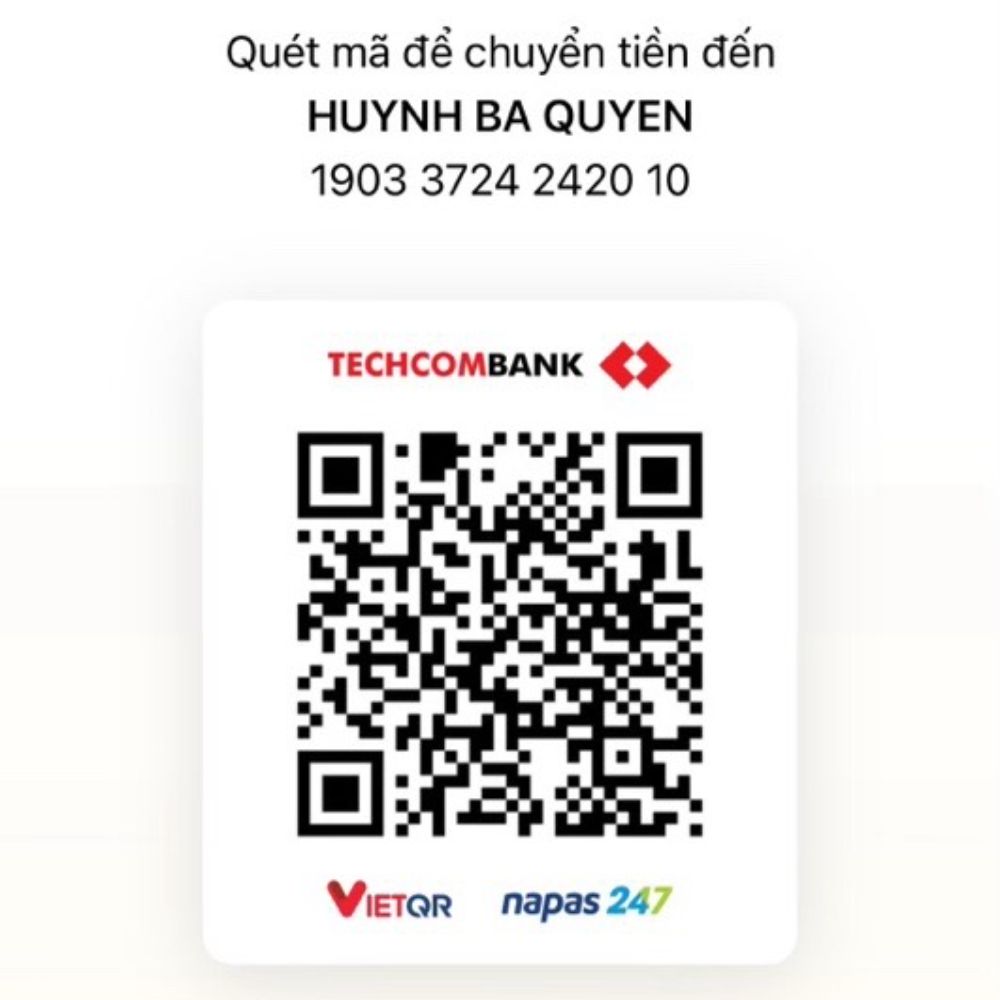 Quét mã để chuyển tiền đến
HUYNH BA QUYEN
1903 3724 2420 10
TECHCOMBANK
VIETQR
napas 247